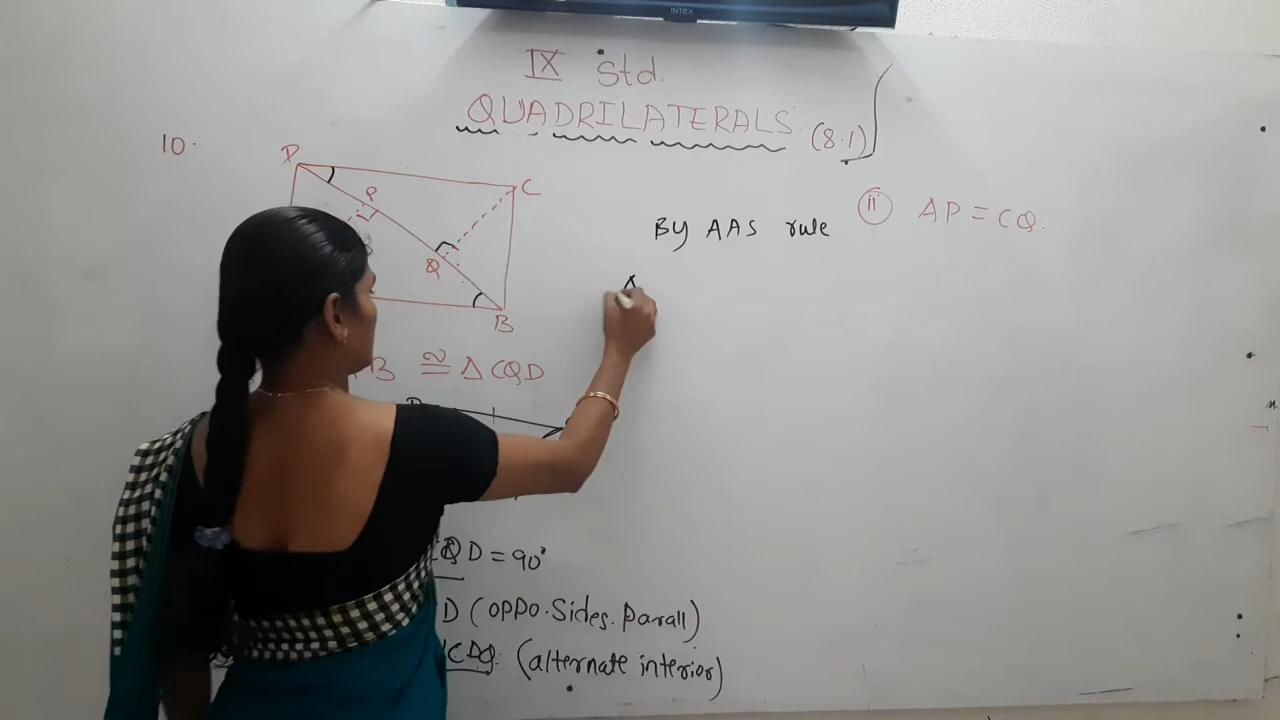 INTEX
IX Std.
QUADRILATERALS. (8.1)
10.
D
C
P
Q
B
By AAS rule
ii AP = CQ.
B ≅ Δ CQD
D
QD = 90°
D (oppo. Sides. parall)
CDQ. (alternate interior)